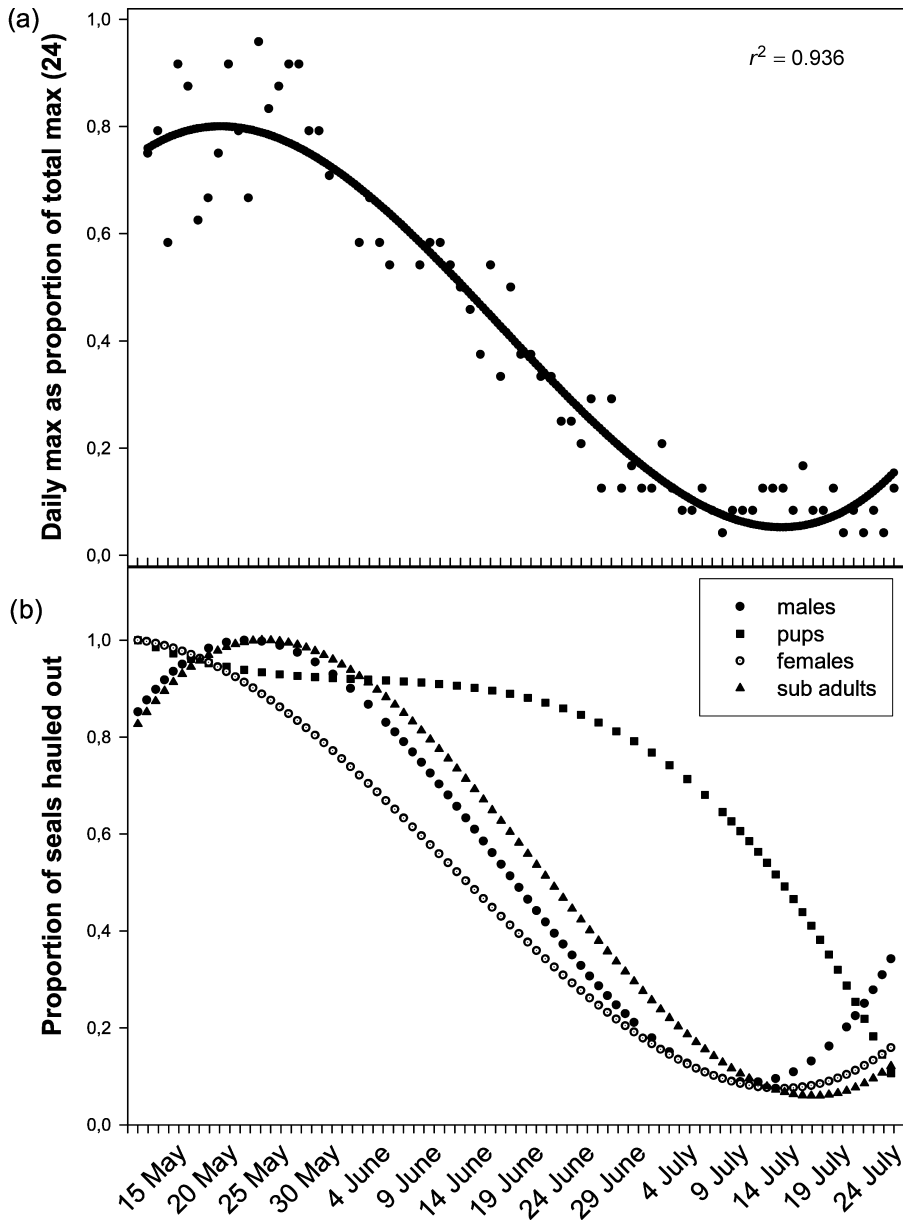 (a)
Daily max as proportion of total max (24)
1,0
0,8
0,6
0,4
0,2
0,0
r² = 0.936
(b)
Proportion of seals hauled out
1,0
0,8
0,6
0,4
0,2
0,0
males
pups
females
sub adults
15 May
20 May
25 May
30 May
4 June
9 June
14 June
19 June
24 June
29 June
4 July
9 July
14 July
19 July
24 July